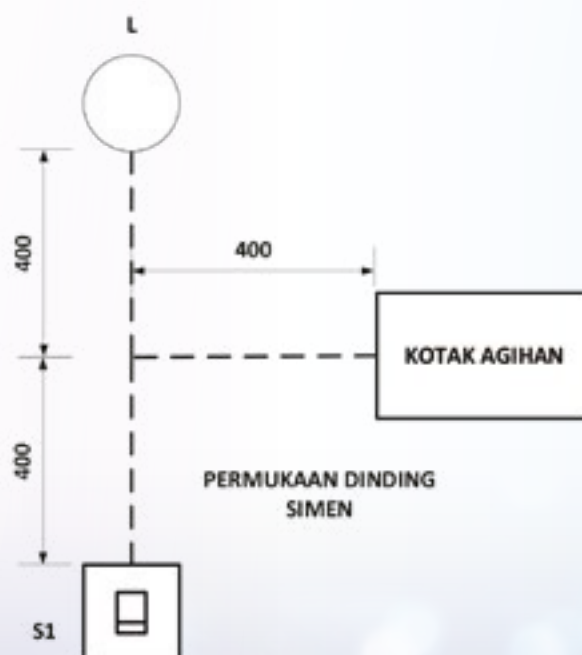 L
400
400
KOTAK AGIHAN
400
PERMUKAAN DINDING
SIMEN
S1